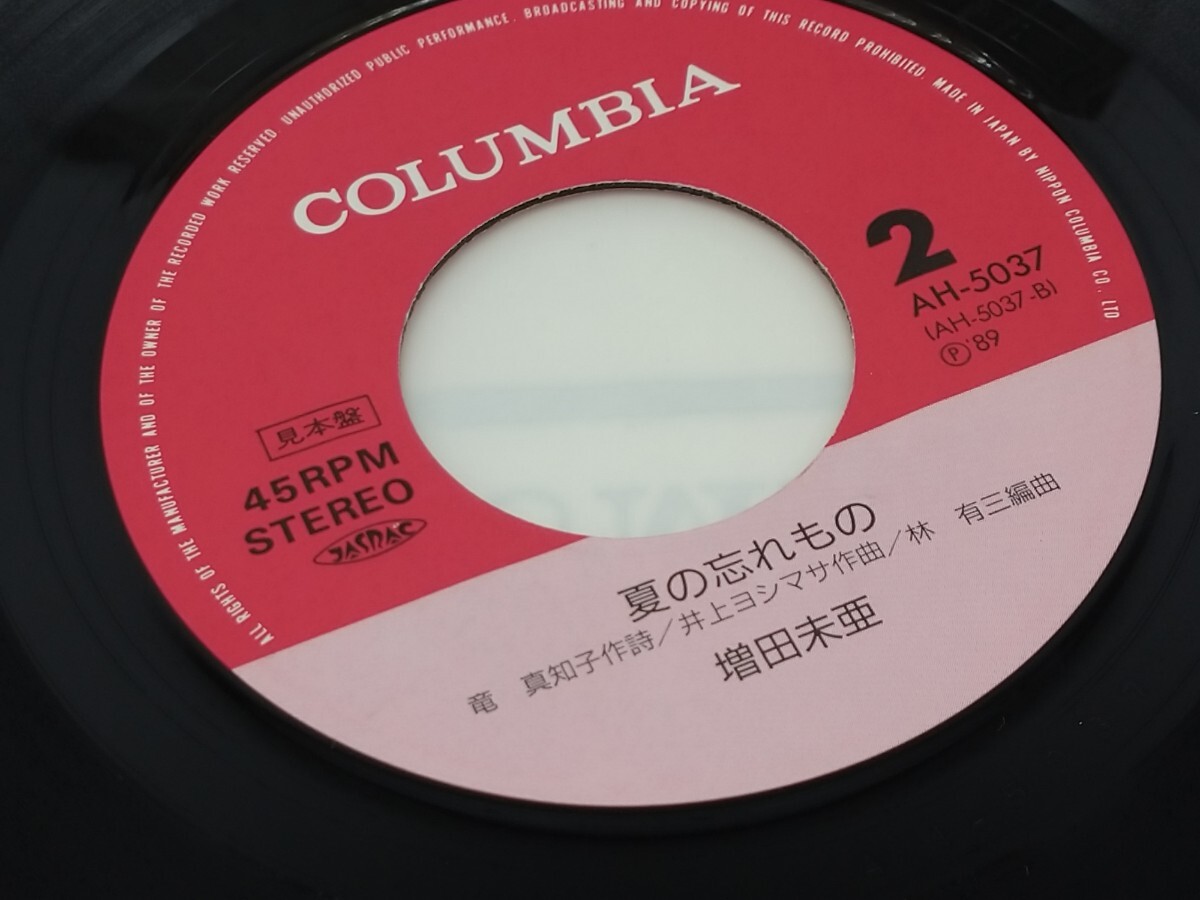 ALL RIGHTS OF THE MANUFACTURER AND OF THE OWNER OF THE RECORDED WORK RESERVED. UNAUTHORIZED PUBLIC PERFORMANCE. BROADCASTING AND COPYING OF THIS RECORD PROHIBITED. MADE IN JAPAN BY NIPPON COLUMBIA CO., LTD
COLUMBIA
2
AH-5037
(AH-5037-B)
Ⓟ'89
見本盤
45RPM
STEREO
JASRAC
夏の忘れもの
竜 真知子作詩／井上ヨシマサ作曲／林 有三編曲
増田未亜